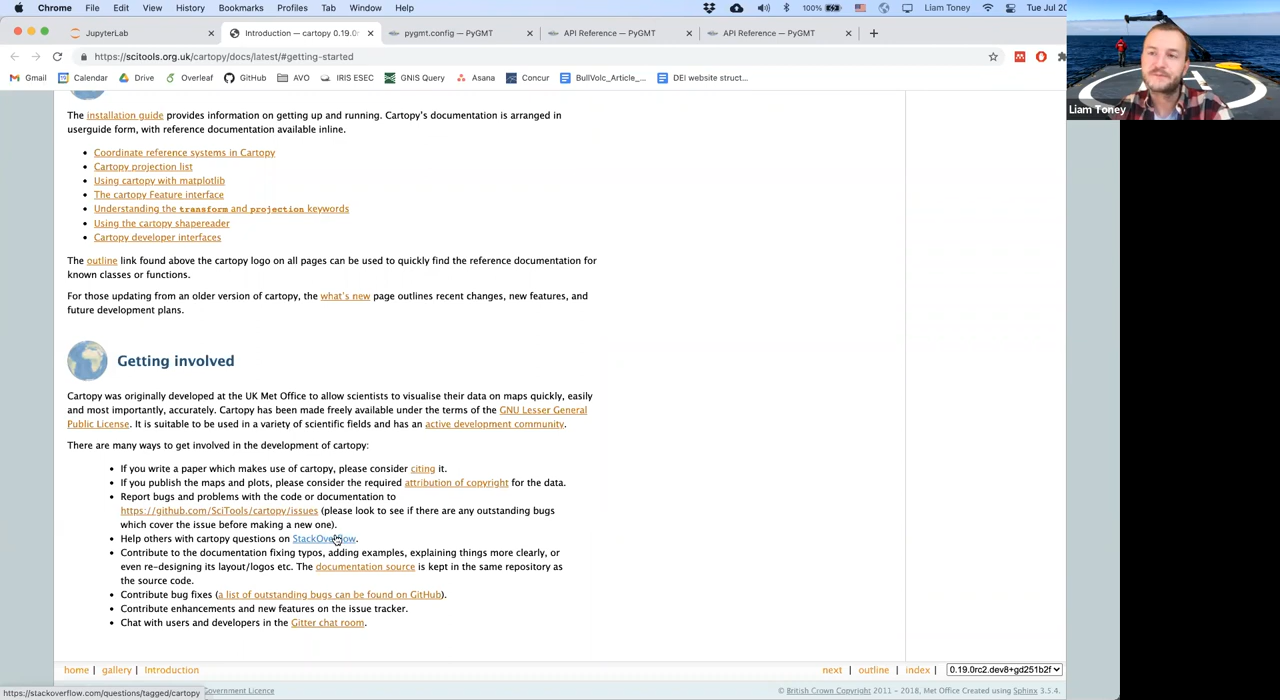 Chrome File Edit View History Bookmarks Profiles Tab Window Help 100% Liam Toney Tue Jul 20
JupyterLab Introduction — cartopy 0.19.0 pygmt.config — PyGMT API Reference — PyGMT API Reference — PyGMT
https://scitools.org.uk/cartopy/docs/latest/#getting-started
Gmail Calendar Drive Overleaf GitHub AVO IRIS ESEC GNIS Query Asana Concur BullVolc_Article_... DEI website struct...
Liam Toney
The installation guide provides information on getting up and running. Cartopy's documentation is arranged in
userguide form, with reference documentation available inline.
• Coordinate reference systems in Cartopy
• Cartopy projection list
• Using cartopy with matplotlib
• The cartopy Feature interface
• Understanding the transform and projection keywords
• Using the cartopy shapereader
• Cartopy developer interfaces
The outline link found above the cartopy logo on all pages can be used to quickly find the reference documentation for
known classes or functions.
For those updating from an older version of cartopy, the what's new page outlines recent changes, new features, and
future development plans.
Getting involved
Cartopy was originally developed at the UK Met Office to allow scientists to visualise their data on maps quickly, easily
and most importantly, accurately. Cartopy has been made freely available under the terms of the GNU Lesser General
Public License. It is suitable to be used in a variety of scientific fields and has an active development community.
There are many ways to get involved in the development of cartopy:
• If you write a paper which makes use of cartopy, please consider citing it.
• If you publish the maps and plots, please consider the required attribution of copyright for the data.
• Report bugs and problems with the code or documentation to
https://github.com/SciTools/cartopy/issues (please look to see if there are any outstanding bugs
which cover the issue before making a new one).
• Help others with cartopy questions on StackOverflow.
• Contribute to the documentation fixing typos, adding examples, explaining things more clearly, or
even re-designing its layout/logos etc. The documentation source is kept in the same repository as
the source code.
• Contribute bug fixes (a list of outstanding bugs can be found on GitHub).
• Contribute enhancements and new features on the issue tracker.
• Chat with users and developers in the Gitter chat room.
home | gallery | Introduction next | outline | index | 0.19.0rc2.dev8+gd251b2f
https://stackoverflow.com/questions/tagged/cartopy Government Licence © British Crown Copyright 2011 - 2018, Met Office Created using Sphinx 3.5.4.